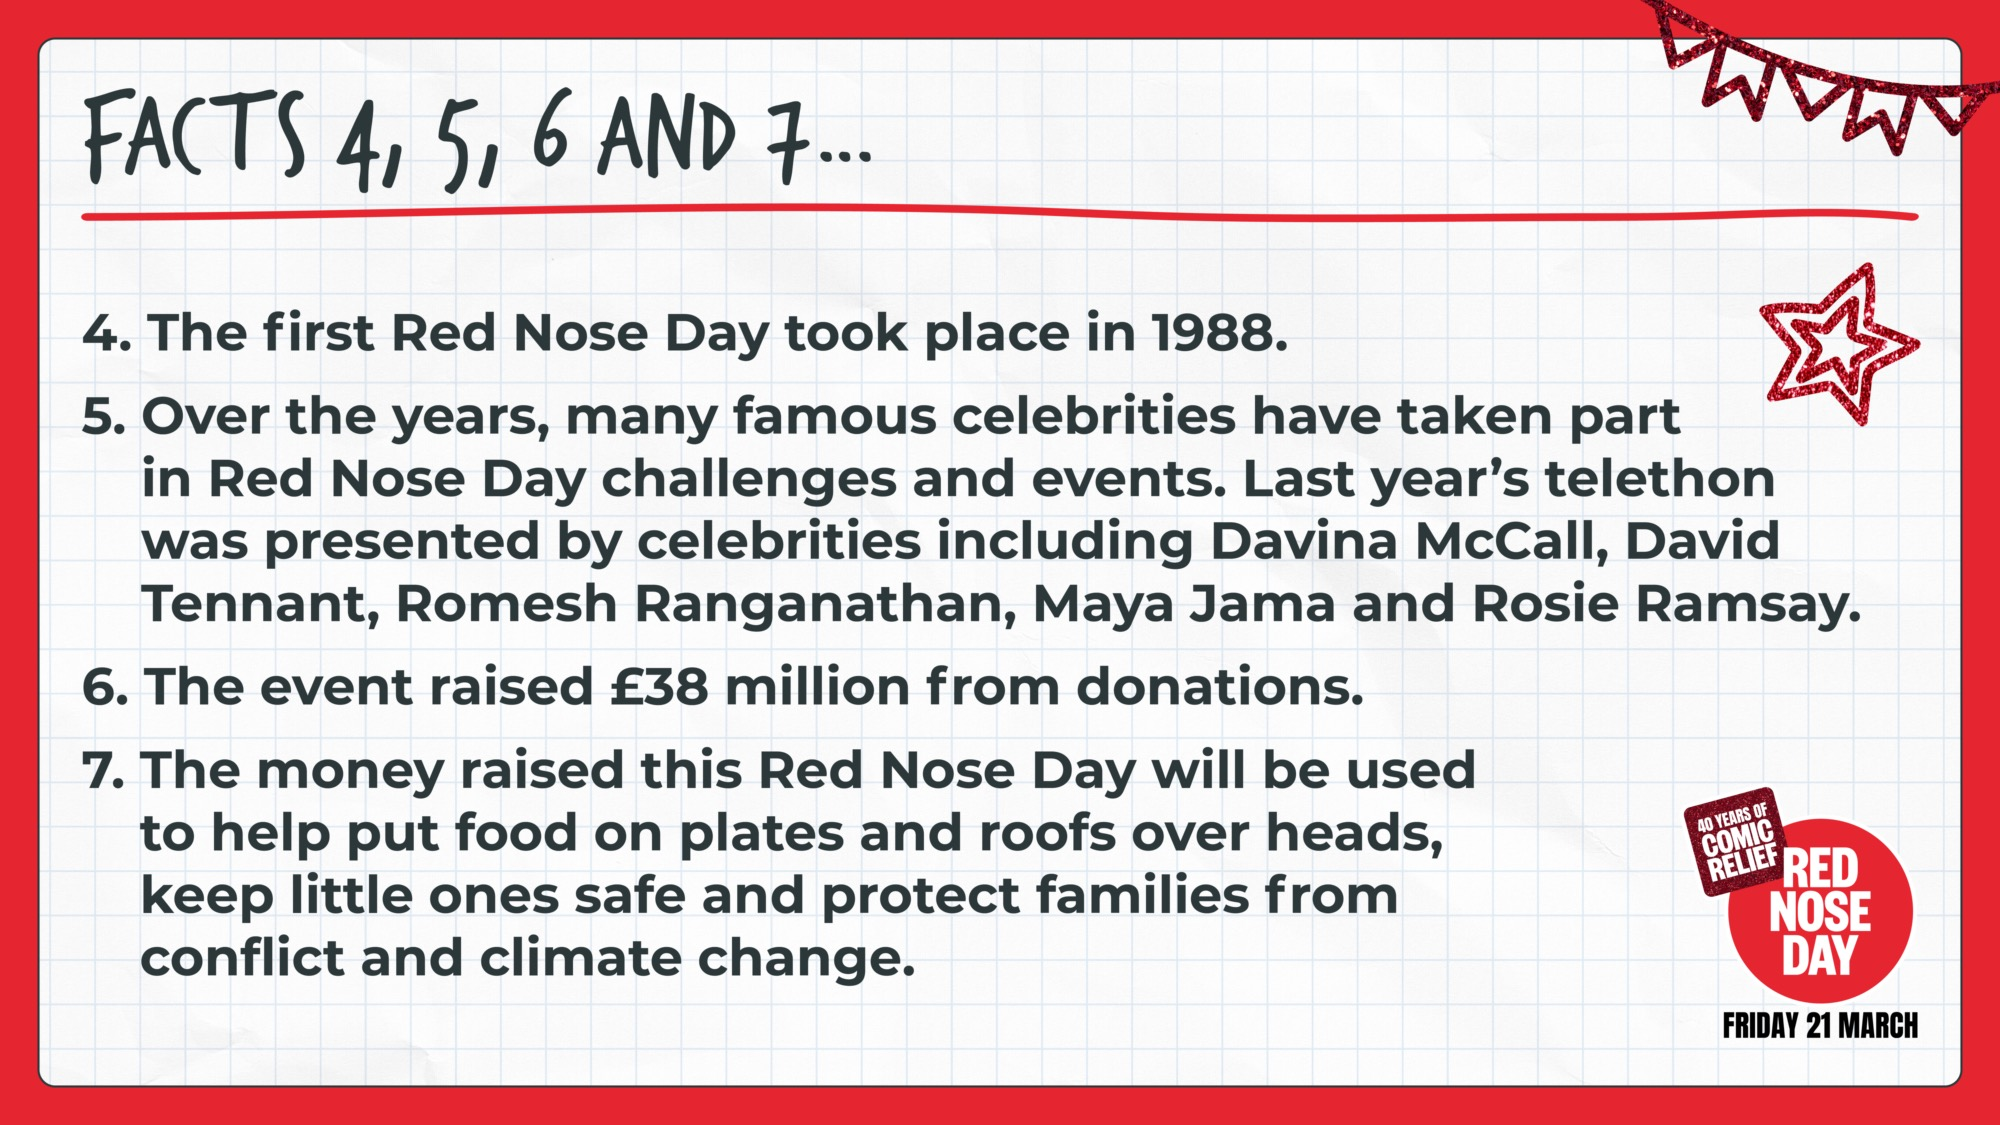 FACTS 4, 5, 6 AND 7...
4. The first Red Nose Day took place in 1988.
5. Over the years, many famous celebrities have taken part
in Red Nose Day challenges and events. Last year’s telethon
was presented by celebrities including Davina McCall, David
Tennant, Romesh Ranganathan, Maya Jama and Rosie Ramsay.
6. The event raised £38 million from donations.
7. The money raised this Red Nose Day will be used
to help put food on plates and roofs over heads,
keep little ones safe and protect families from
conflict and climate change.
40 YEARS OF
COMIC
RELIEF
RED
NOSE
DAY
FRIDAY 21 MARCH